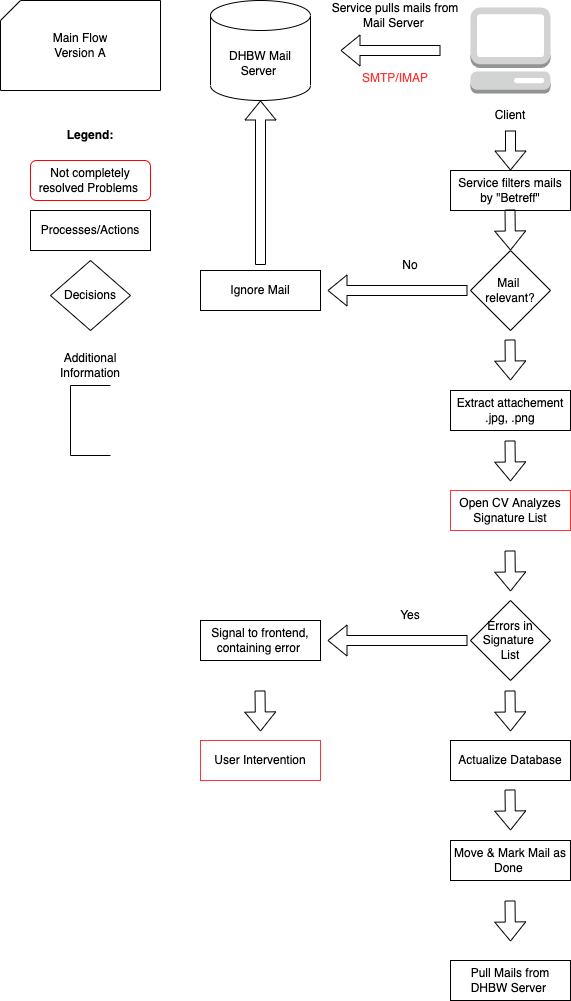 Main Flow
Version A
Legend:
Not completely
resolved Problems
Processes/Actions
Decisions
Additional
Information
DHBW Mail
Server
Service pulls mails from
Mail Server
SMTP/IMAP
Client
Service filters mails
by "Betreff"
Mail
relevant?
No
Ignore Mail
Extract attachement
.jpg, .png
Open CV Analyzes
Signature List
Errors in
Signature
List
Yes
Signal to frontend,
containing error
User Intervention
Actualize Database
Move & Mark Mail as
Done
Pull Mails from
DHBW Server